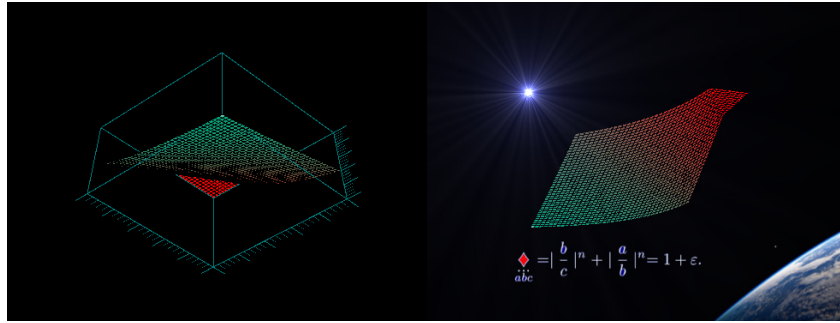 ♦ =| b/c |ⁿ + | a/b |ⁿ= 1 + ε.
abc